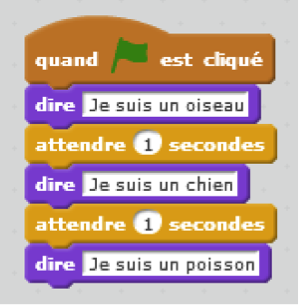 quand est cliqué
dire Je suis un oiseau
attendre 1 secondes
dire Je suis un chien
attendre 1 secondes
dire Je suis un poisson